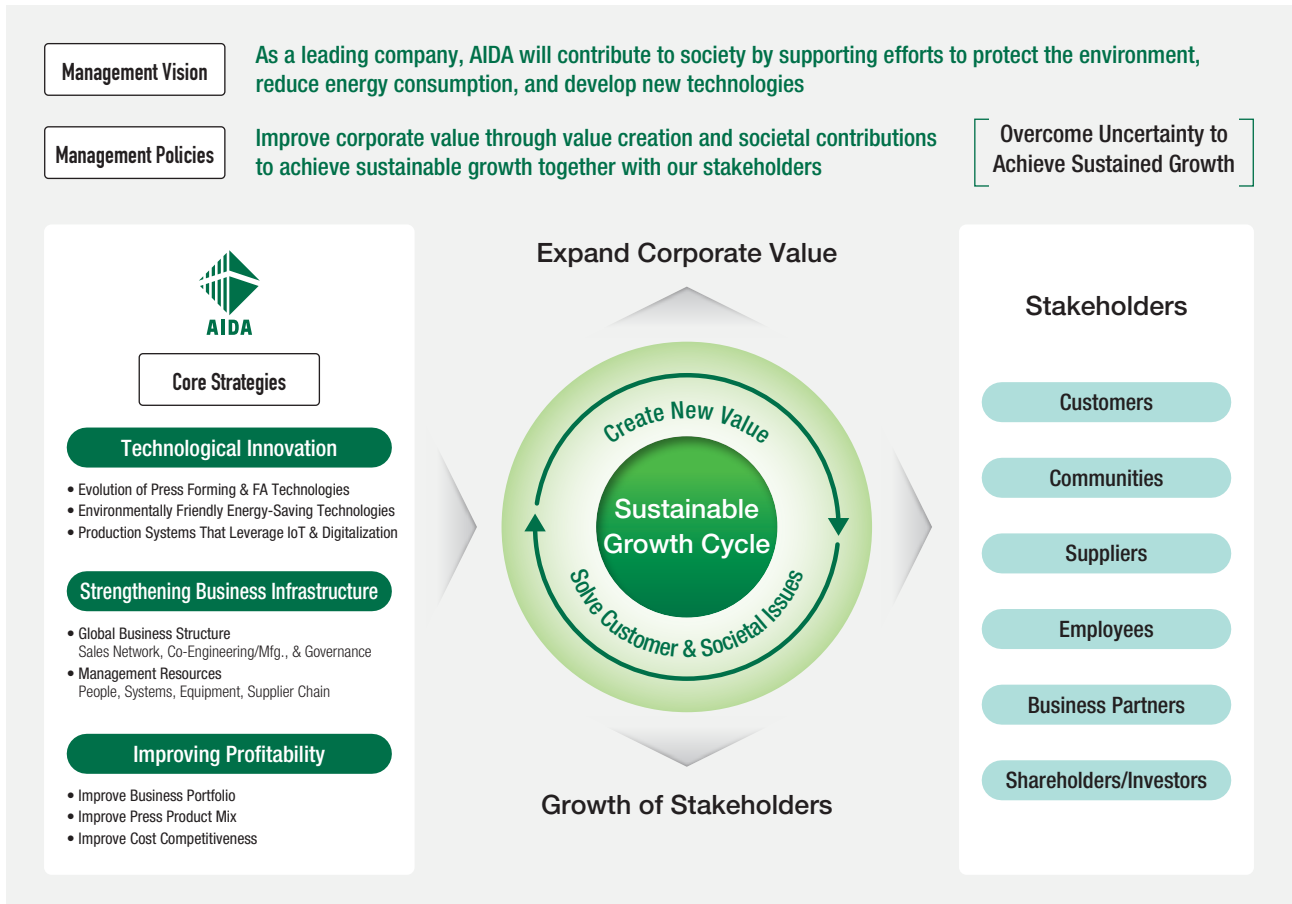 Management Vision
As a leading company, AIDA will contribute to society by supporting efforts to protect the environment,
reduce energy consumption, and develop new technologies
Management Policies
Improve corporate value through value creation and societal contributions
to achieve sustainable growth together with our stakeholders
Overcome Uncertainty to
Achieve Sustained Growth
AIDA
Core Strategies
Technological Innovation
• Evolution of Press Forming & FA Technologies
• Environmentally Friendly Energy-Saving Technologies
• Production Systems That Leverage IoT & Digitalization
Strengthening Business Infrastructure
• Global Business Structure
Sales Network, Co-Engineering/Mfg., & Governance
• Management Resources
People, Systems, Equipment, Supplier Chain
Improving Profitability
• Improve Business Portfolio
• Improve Press Product Mix
• Improve Cost Competitiveness
Expand Corporate Value
Create New Value
Sustainable
Growth Cycle
Solve Customer & Societal Issues
Growth of Stakeholders
Stakeholders
Customers
Communities
Suppliers
Employees
Business Partners
Shareholders/Investors